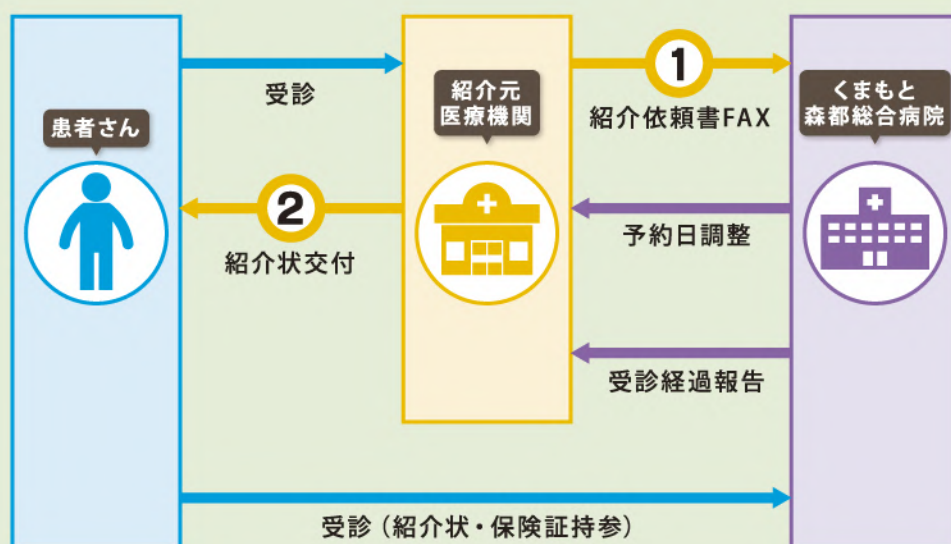 患者さん
受診
紹介元
医療機関
1
紹介依頼書FAX
くまもと
森都総合病院
2
紹介状交付
予約日調整
受診経過報告
受診（紹介状・保険証持参）